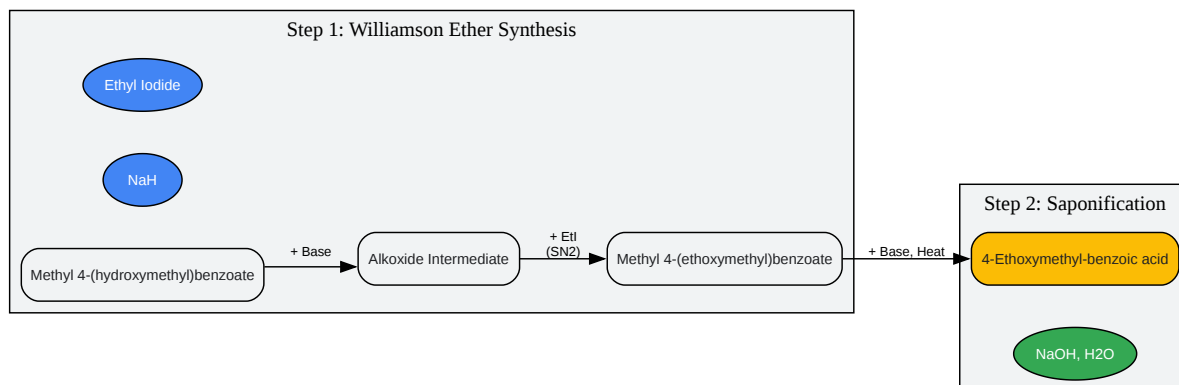 Step 1: Williamson Ether Synthesis
Ethyl Iodide
NaH
Methyl 4-(hydroxymethyl)benzoate
+ Base
Alkoxide Intermediate
+ EtI
(SN2)
Methyl 4-(ethoxymethyl)benzoate
+ Base, Heat
Step 2: Saponification
4-Ethoxymethyl-benzoic acid
NaOH, H2O